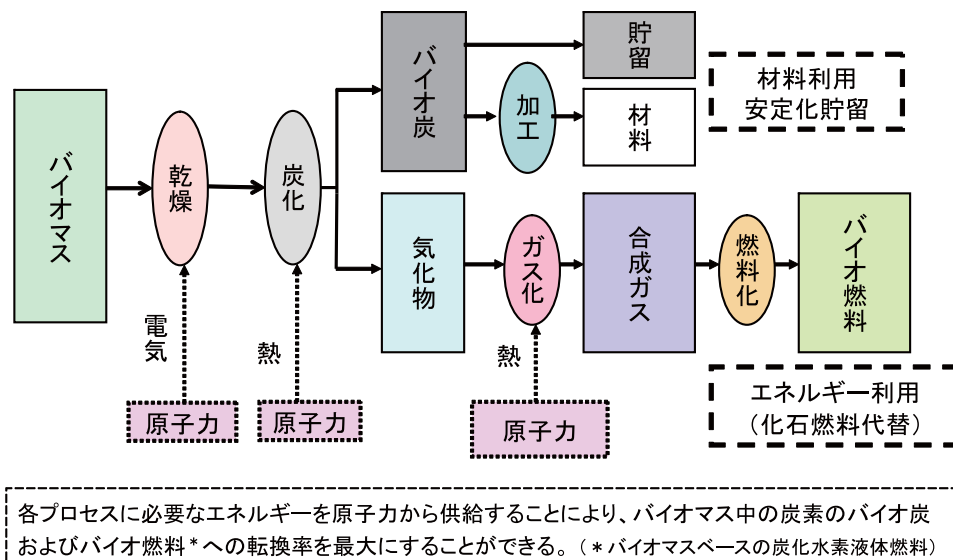 バイオマス
乾燥
炭化
バイオ炭
加工
貯留
材料
材料利用
安定化貯留
気化物
ガス化
合成ガス
燃料化
バイオ燃料
電気
熱
熱
原子力
原子力
原子力
エネルギー利用
（化石燃料代替）
各プロセスに必要なエネルギーを原子力から供給することにより、バイオマス中の炭素のバイオ炭
およびバイオ燃料*への転換率を最大にすることができる。（*バイオマスベースの炭化水素液体燃料）